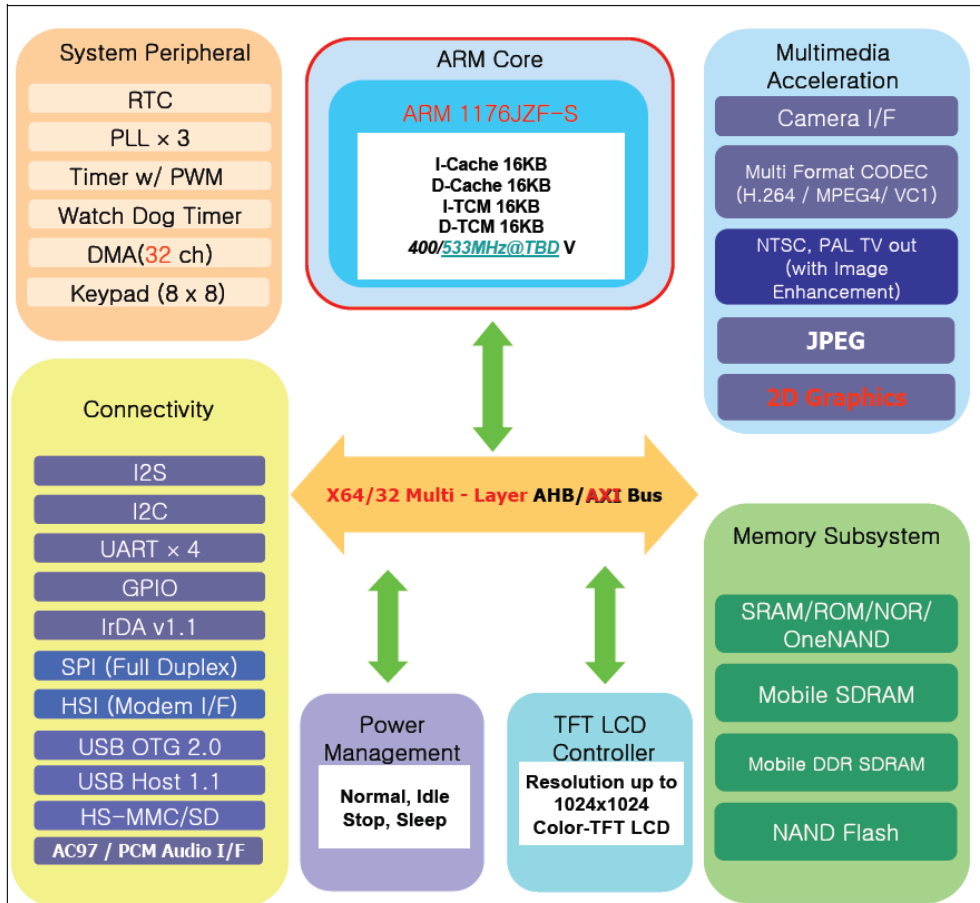 System Peripheral
RTC
PLL × 3
Timer w/ PWM
Watch Dog Timer
DMA(32 ch)
Keypad (8 x 8)
ARM Core
ARM 1176JZF-S
I-Cache 16KB
D-Cache 16KB
I-TCM 16KB
D-TCM 16KB
400/533MHz@TBD V
Multimedia
Acceleration
Camera I/F
Multi Format CODEC
(H.264 / MPEG4/ VC1)
NTSC, PAL TV out
(with Image
Enhancement)
JPEG
2D Graphics
Connectivity
I2S
I2C
UART × 4
GPIO
IrDA v1.1
SPI (Full Duplex)
HSI (Modem I/F)
USB OTG 2.0
USB Host 1.1
HS-MMC/SD
AC97 / PCM Audio I/F
X64/32 Multi - Layer AHB/AXI Bus
Power
Management
Normal, Idle
Stop, Sleep
TFT LCD
Controller
Resolution up to
1024x1024
Color-TFT LCD
Memory Subsystem
SRAM/ROM/NOR/
OneNAND
Mobile SDRAM
Mobile DDR SDRAM
NAND Flash